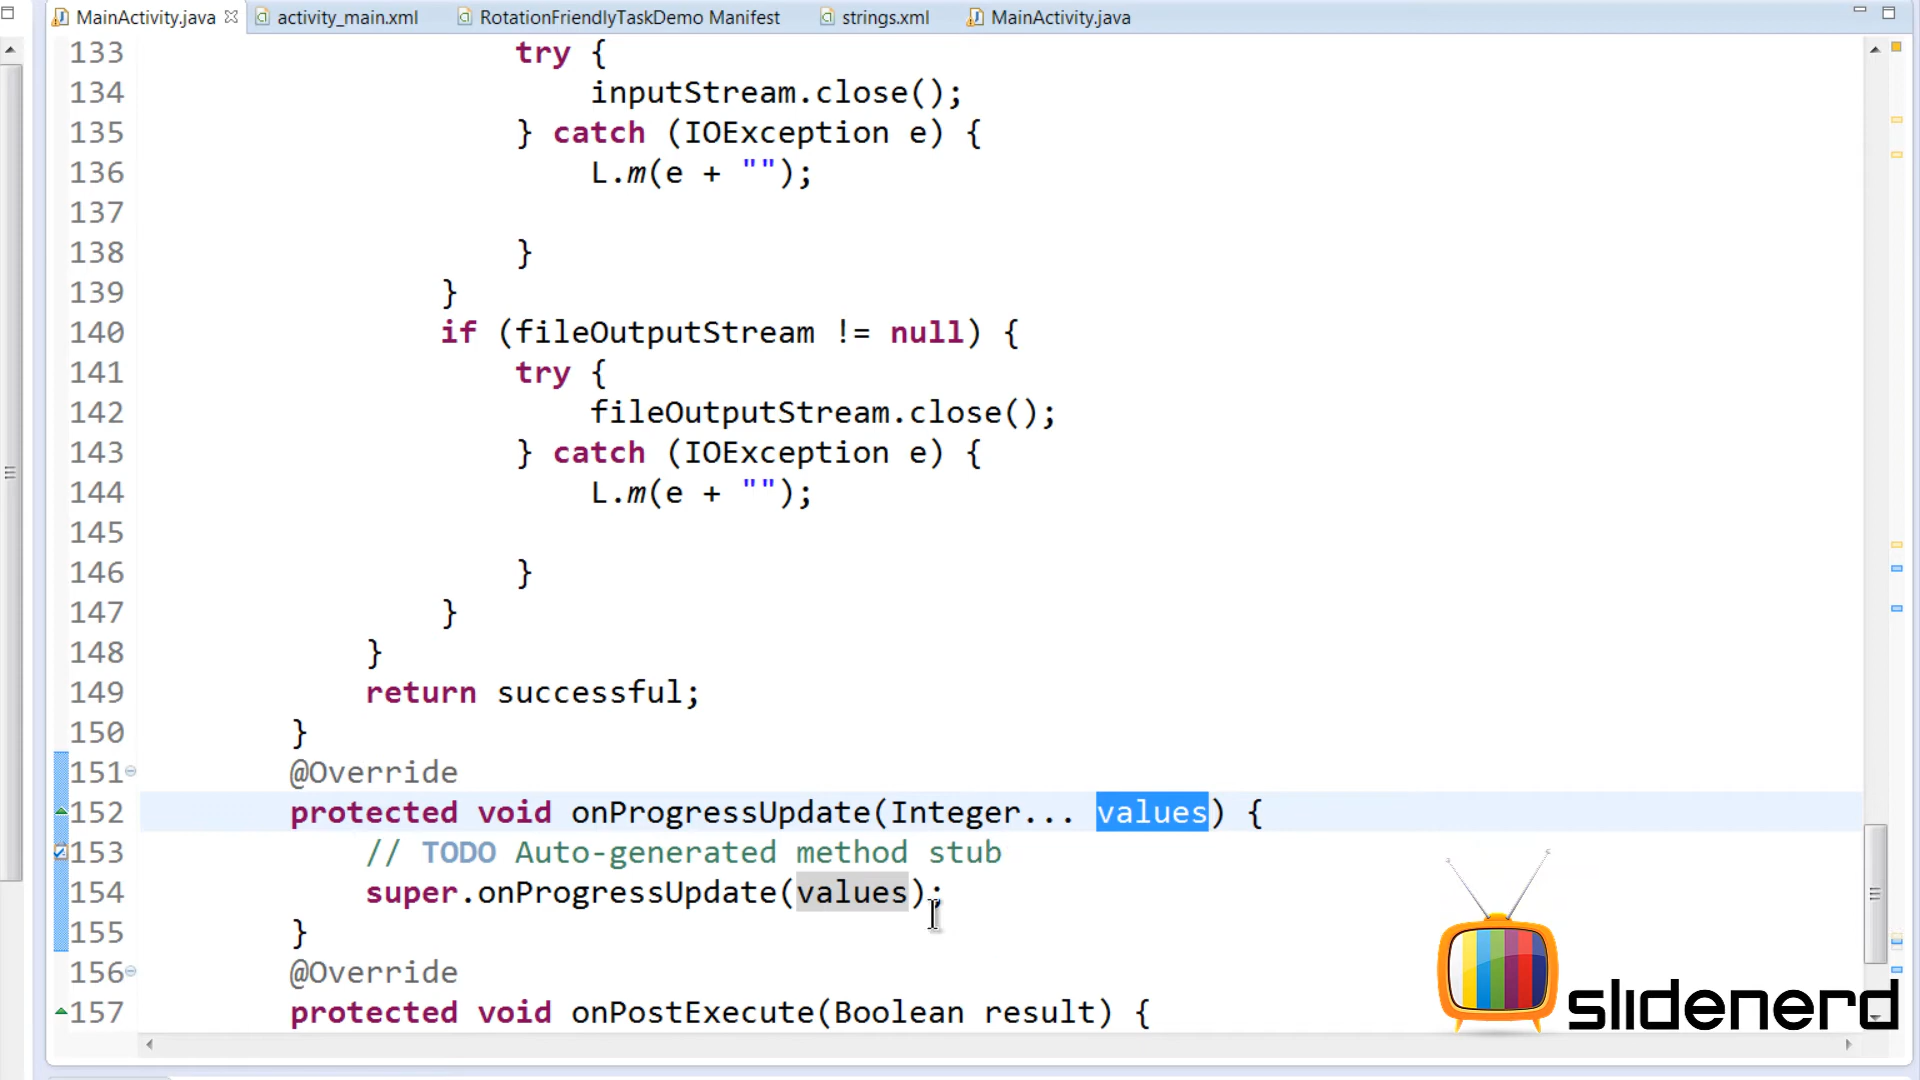 MainActivity.java activity_main.xml RotationFriendlyTaskDemo Manifest strings.xml MainActivity.java
133 try {
134 inputStream.close();
135 } catch (IOException e) {
136 L.m(e + "");
137
138 }
139 }
140 if (fileOutputStream != null) {
141 try {
142 fileOutputStream.close();
143 } catch (IOException e) {
144 L.m(e + "");
145
146 }
147 }
148 }
149 return successful;
150 }
151 @Override
152 protected void onProgressUpdate(Integer... values) {
153 // TODO Auto-generated method stub
154 super.onProgressUpdate(values);
155 }
156 @Override
157 protected void onPostExecute(Boolean result) {
slidenerd